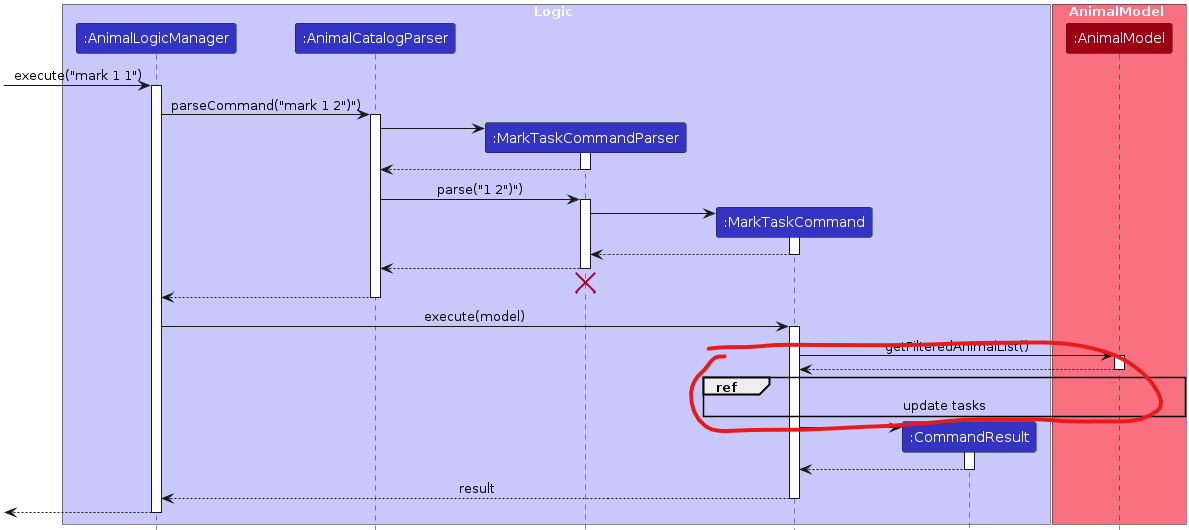 Logic
AnimalModel
:AnimalLogicManager
:AnimalCatalogParser
:AnimalModel
execute("mark 1 1")
parseCommand("mark 1 2")")
:MarkTaskCommandParser
parse("1 2")")
:MarkTaskCommand
execute(model)
getFilteredAnimalList()
ref
update tasks
:CommandResult
result